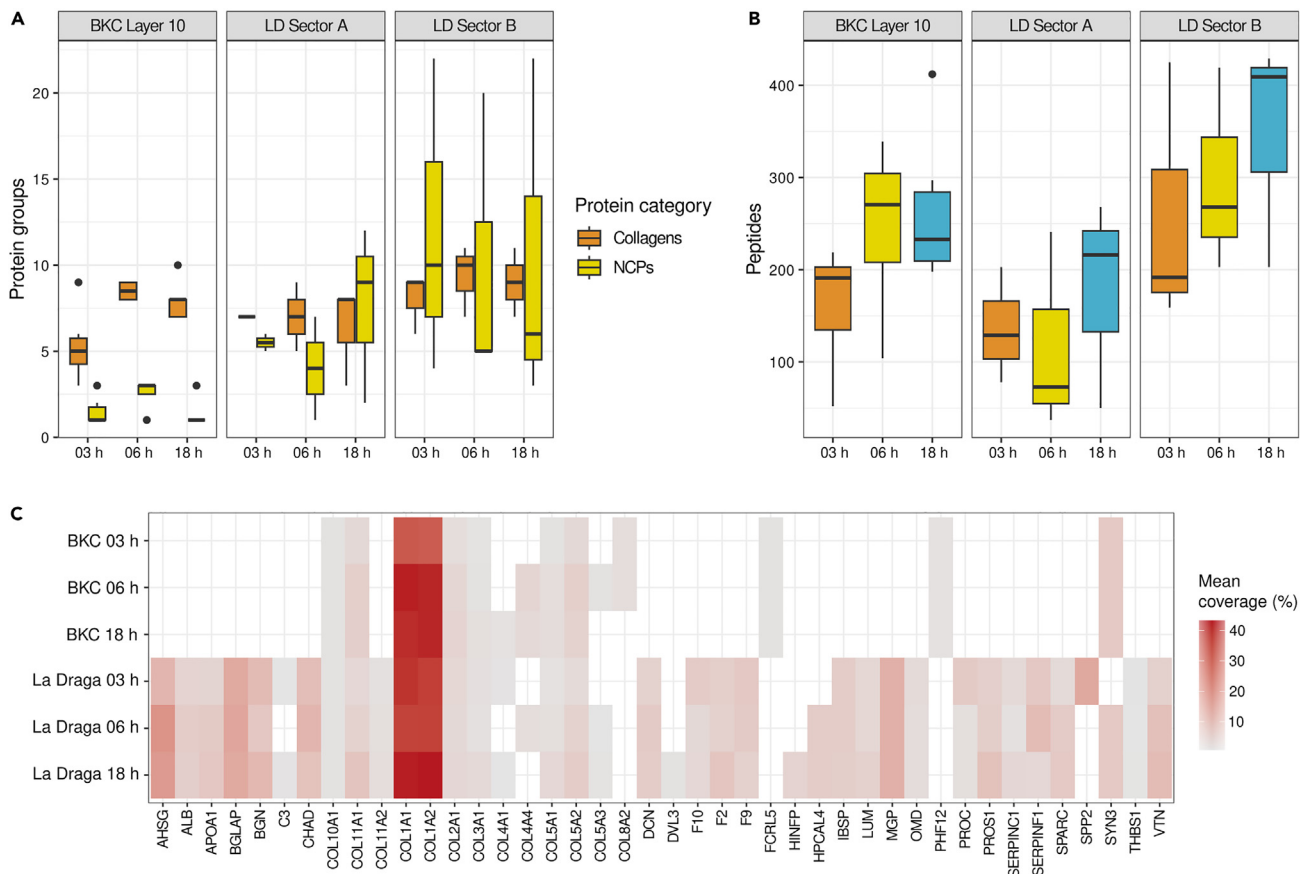 A
BKC Layer 10 LD Sector A LD Sector B
Protein groups
20
15
10
5
0
03 h 06 h 18 h 03 h 06 h 18 h 03 h 06 h 18 h
Protein category
Collagens
NCPs
B
BKC Layer 10 LD Sector A LD Sector B
Peptides
400
300
200
100
03 h 06 h 18 h 03 h 06 h 18 h 03 h 06 h 18 h
C
BKC 03 h
BKC 06 h
BKC 18 h
La Draga 03 h
La Draga 06 h
La Draga 18 h
AHSG ALB APOA1 BGLAP BGN C3 CHAD COL10A1 COL11A1 COL11A2 COL1A1 COL1A2 COL2A1 COL3A1 COL4A1 COL4A4 COL5A1 COL5A2 COL5A3 COL8A2 DCN DVL3 F10 F2 F9 FCRL5 HINFP HPCAL4 IBSP LUM MGP OMD PHF12 PROC PROS1 SERPINC1 SERPINF1 SPARC SPP2 SYN3 THBS1 VTN
Mean
coverage (%)
40
30
20
10